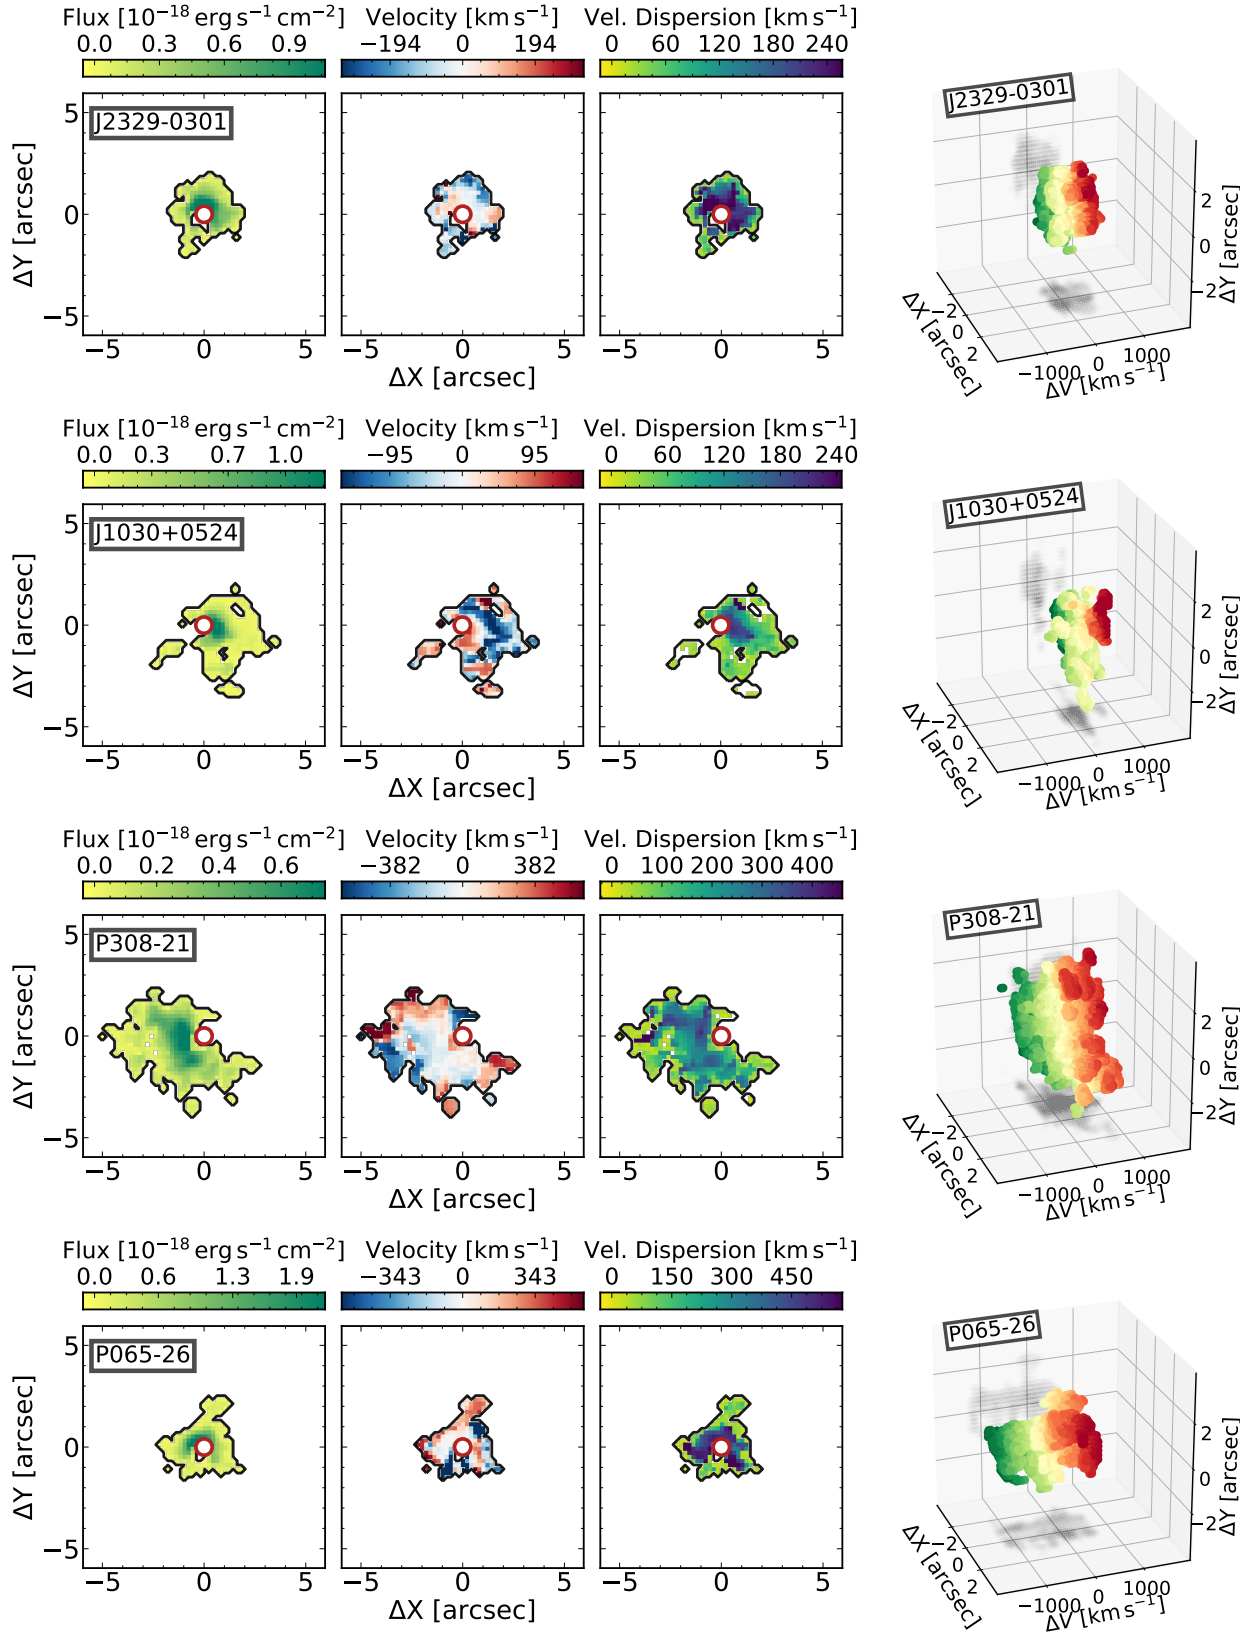 Flux [10⁻¹⁸ erg s⁻¹ cm⁻²] Velocity [km s⁻¹] Vel. Dispersion [km s⁻¹]
0.0 0.3 0.6 0.9 −194 0 194 0 60 120 180 240
J2329-0301
5 0 −5
ΔY [arcsec]
−5 0 5 −5 0 5 −5 0 5
ΔX [arcsec]
J2329-0301
2 0 −2
ΔY [arcsec]
−2 0 2
ΔX [arcsec]
−1000 0 1000
ΔV [km s⁻¹]
Flux [10⁻¹⁸ erg s⁻¹ cm⁻²] Velocity [km s⁻¹] Vel. Dispersion [km s⁻¹]
0.0 0.3 0.7 1.0 −95 0 95 0 60 120 180 240
J1030+0524
5 0 −5
ΔY [arcsec]
−5 0 5 −5 0 5 −5 0 5
ΔX [arcsec]
J1030+0524
2 0 −2
ΔY [arcsec]
−2 0 2
ΔX [arcsec]
−1000 0 1000
ΔV [km s⁻¹]
Flux [10⁻¹⁸ erg s⁻¹ cm⁻²] Velocity [km s⁻¹] Vel. Dispersion [km s⁻¹]
0.0 0.2 0.4 0.6 −382 0 382 0 100 200 300 400
P308-21
5 0 −5
ΔY [arcsec]
−5 0 5 −5 0 5 −5 0 5
ΔX [arcsec]
P308-21
2 0 −2
ΔY [arcsec]
−2 0 2
ΔX [arcsec]
−1000 0 1000
ΔV [km s⁻¹]
Flux [10⁻¹⁸ erg s⁻¹ cm⁻²] Velocity [km s⁻¹] Vel. Dispersion [km s⁻¹]
0.0 0.6 1.3 1.9 −343 0 343 0 150 300 450
P065-26
5 0 −5
ΔY [arcsec]
−5 0 5 −5 0 5 −5 0 5
ΔX [arcsec]
P065-26
2 0 −2
ΔY [arcsec]
−2 0 2
ΔX [arcsec]
−1000 0 1000
ΔV [km s⁻¹]